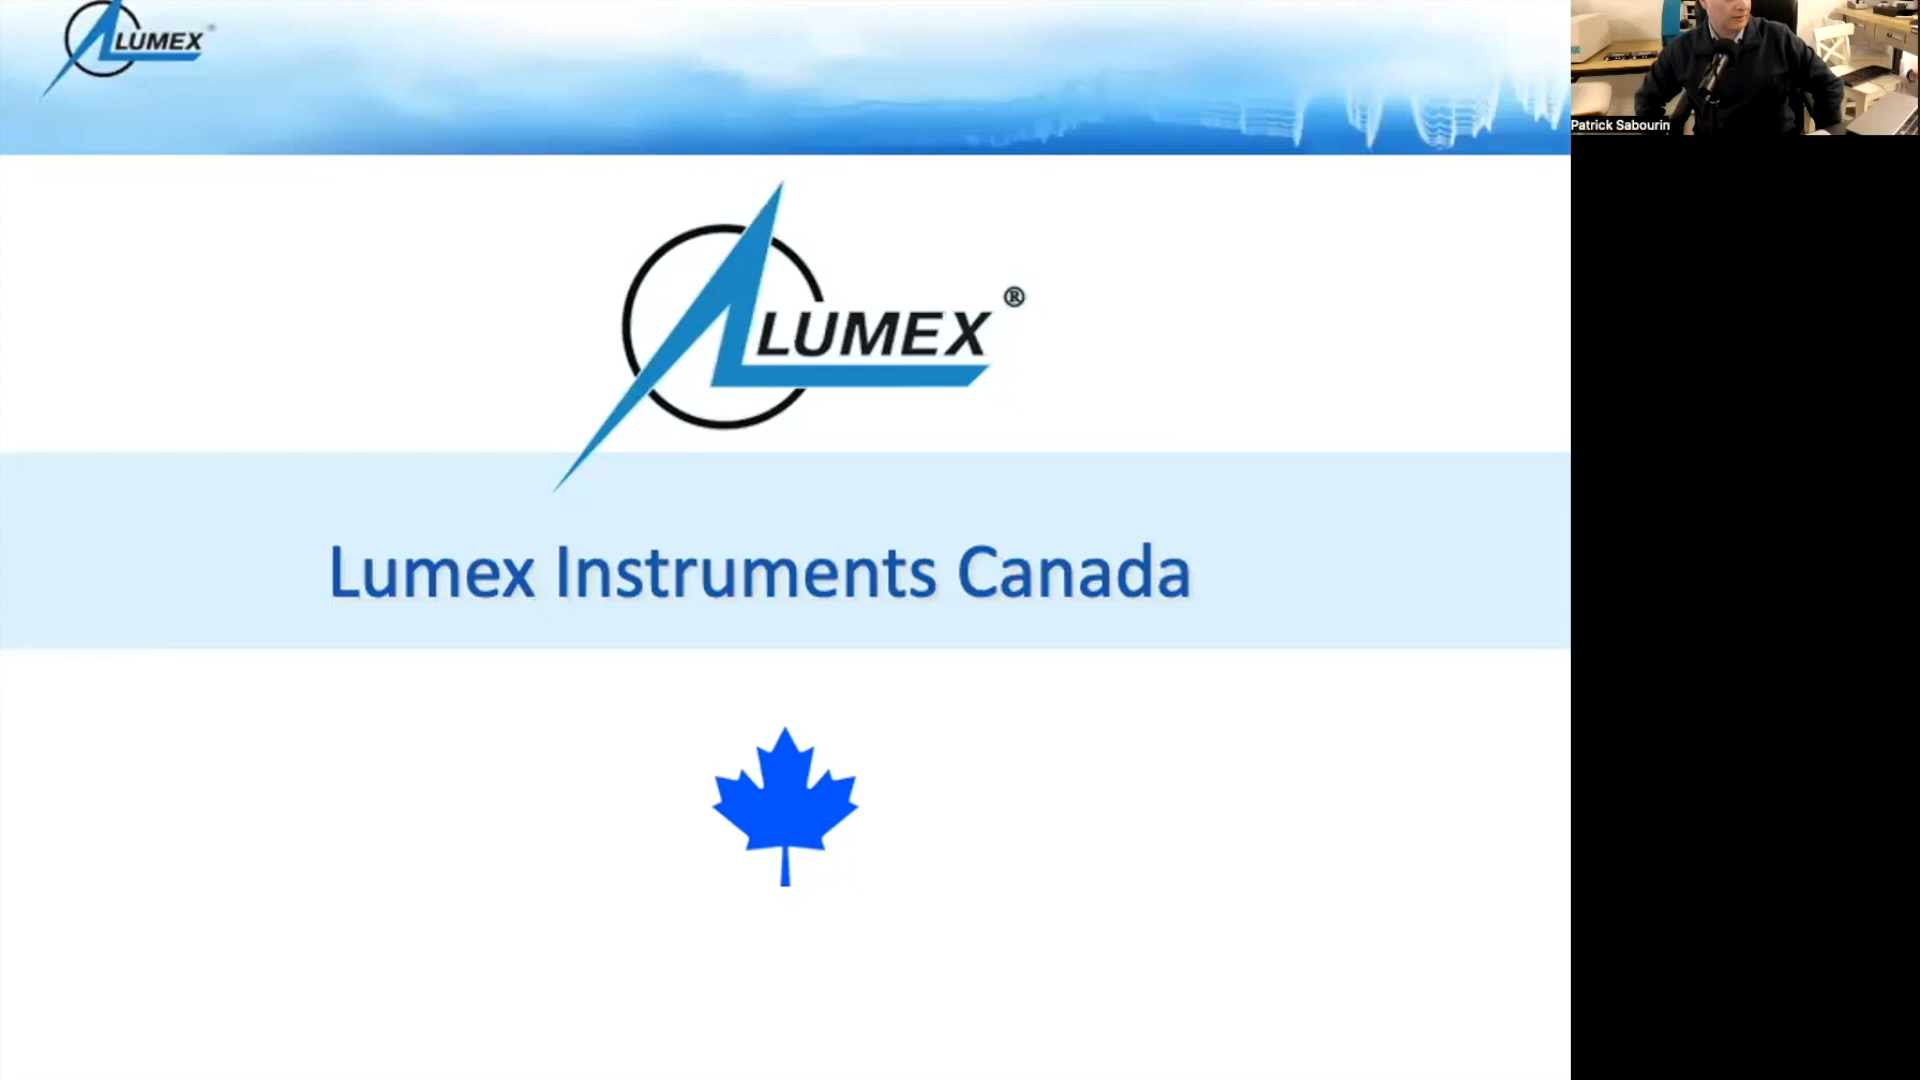 LUMEX
Patrick Sabourin
LUMEX ®
Lumex Instruments Canada